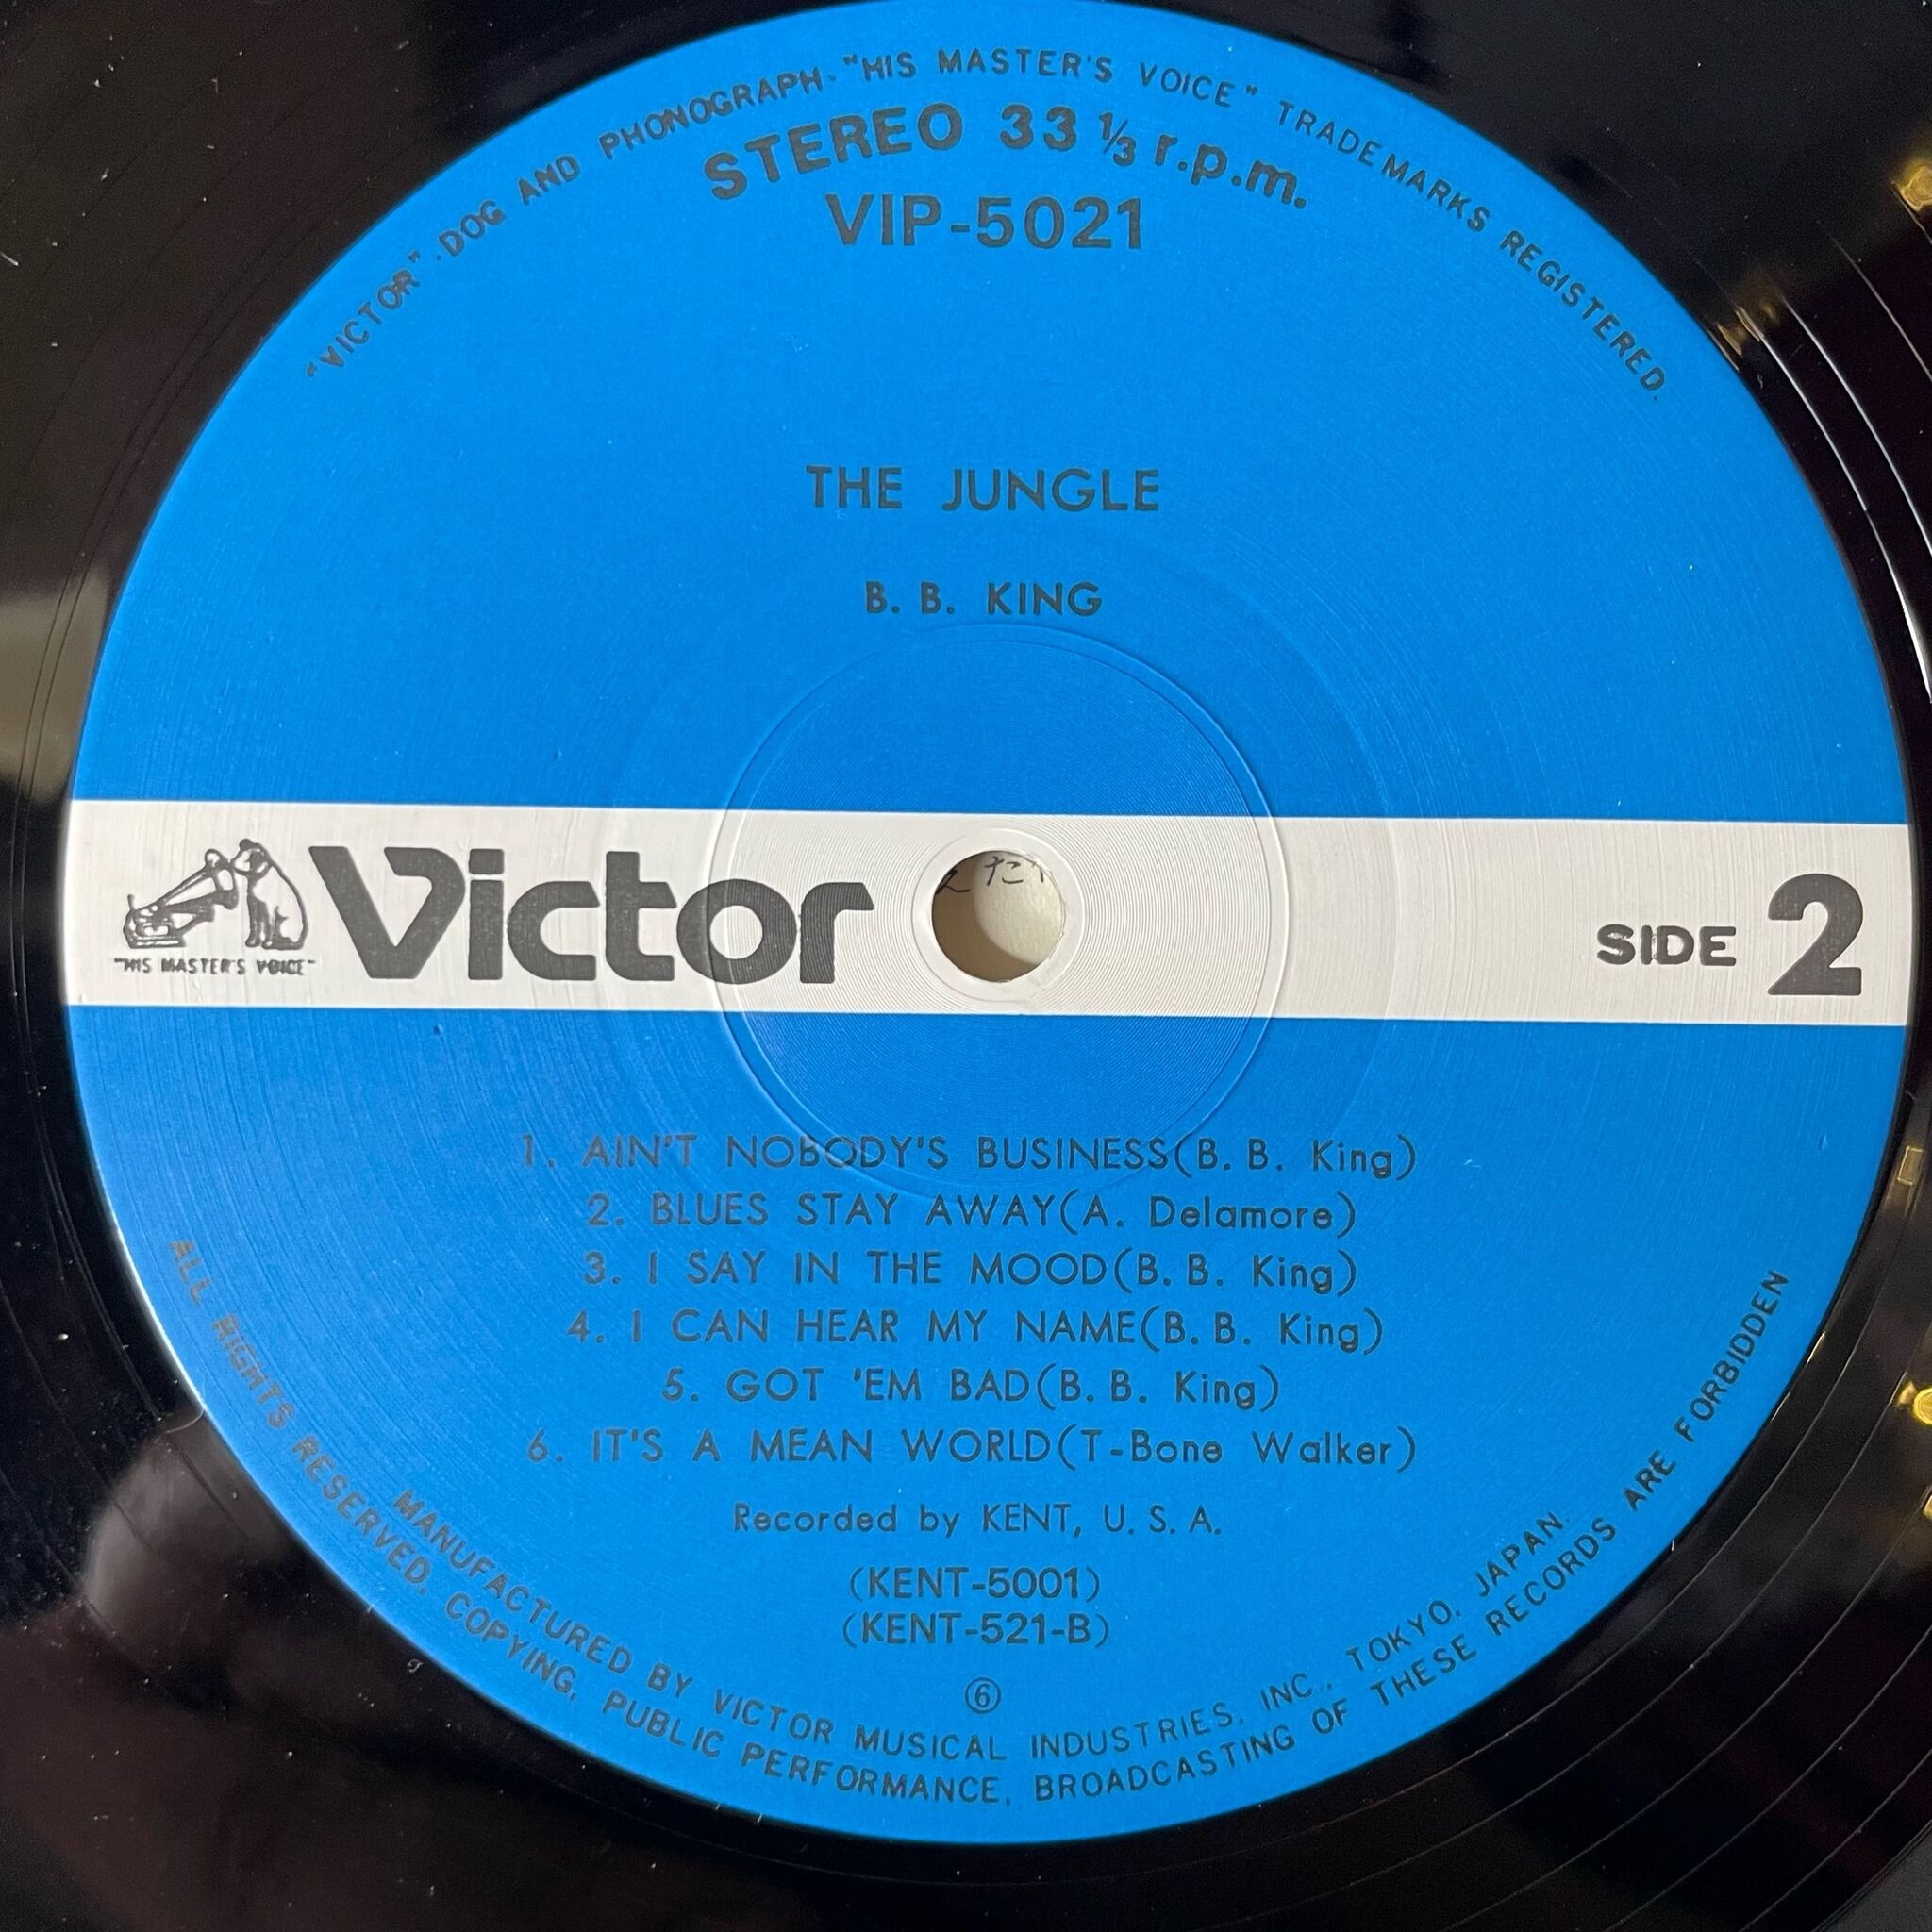 "VICTOR"·DOG AND PHONOGRAPH·"HIS MASTER'S VOICE" TRADEMARKS REGISTERED.
STEREO 33 ⅓ r.p.m.
VIP-5021
THE JUNGLE
B. B. KING
Victor
"HIS MASTER'S VOICE"
SIDE 2
1. AIN'T NOBODY'S BUSINESS(B. B. King)
2. BLUES STAY AWAY(A. Delamore)
3. I SAY IN THE MOOD(B. B. King)
4. I CAN HEAR MY NAME(B. B. King)
5. GOT 'EM BAD(B. B. King)
6. IT'S A MEAN WORLD(T-Bone Walker)
Recorded by KENT, U. S. A.
(KENT-5001)
(KENT-521-B)
⑥
MANUFACTURED BY VICTOR MUSICAL INDUSTRIES, INC., TOKYO, JAPAN.
ALL RIGHTS RESERVED. COPYING, PUBLIC PERFORMANCE, BROADCASTING OF THESE RECORDS ARE FORBIDDEN